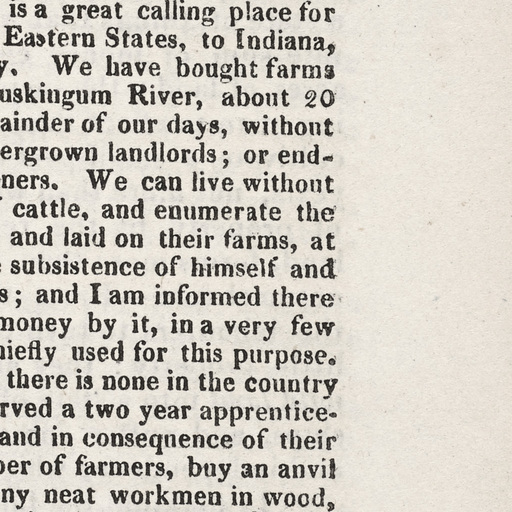 is a great calling place for
Eastern States, to Indiana,
y. We have bought farms
uskingum River, about 20
ainder of our days, without
ergrown landlords; or end-
ners. We can live without
cattle, and enumerate the
and laid on their farms, at
subsistence of himself and
s; and I am informed there
money by it, in a very few
hiefly used for this purpose.
there is none in the country
rved a two year apprentice-
and in consequence of their
ber of farmers, buy an anvil
ny neat workmen in wood,